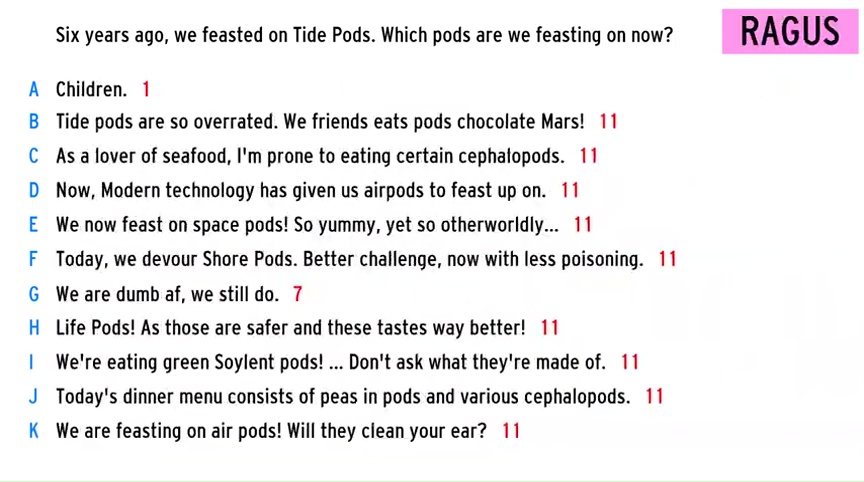 Six years ago, we feasted on Tide Pods. Which pods are we feasting on now?
RAGUS
A Children. 1
B Tide pods are so overrated. We friends eats pods chocolate Mars! 11
C As a lover of seafood, I'm prone to eating certain cephalopods. 11
D Now, Modern technology has given us airpods to feast up on. 11
E We now feast on space pods! So yummy, yet so otherworldly... 11
F Today, we devour Shore Pods. Better challenge, now with less poisoning. 11
G We are dumb af, we still do. 7
H Life Pods! As those are safer and these tastes way better! 11
I We're eating green Soylent pods! ... Don't ask what they're made of. 11
J Today's dinner menu consists of peas in pods and various cephalopods. 11
K We are feasting on air pods! Will they clean your ear? 11